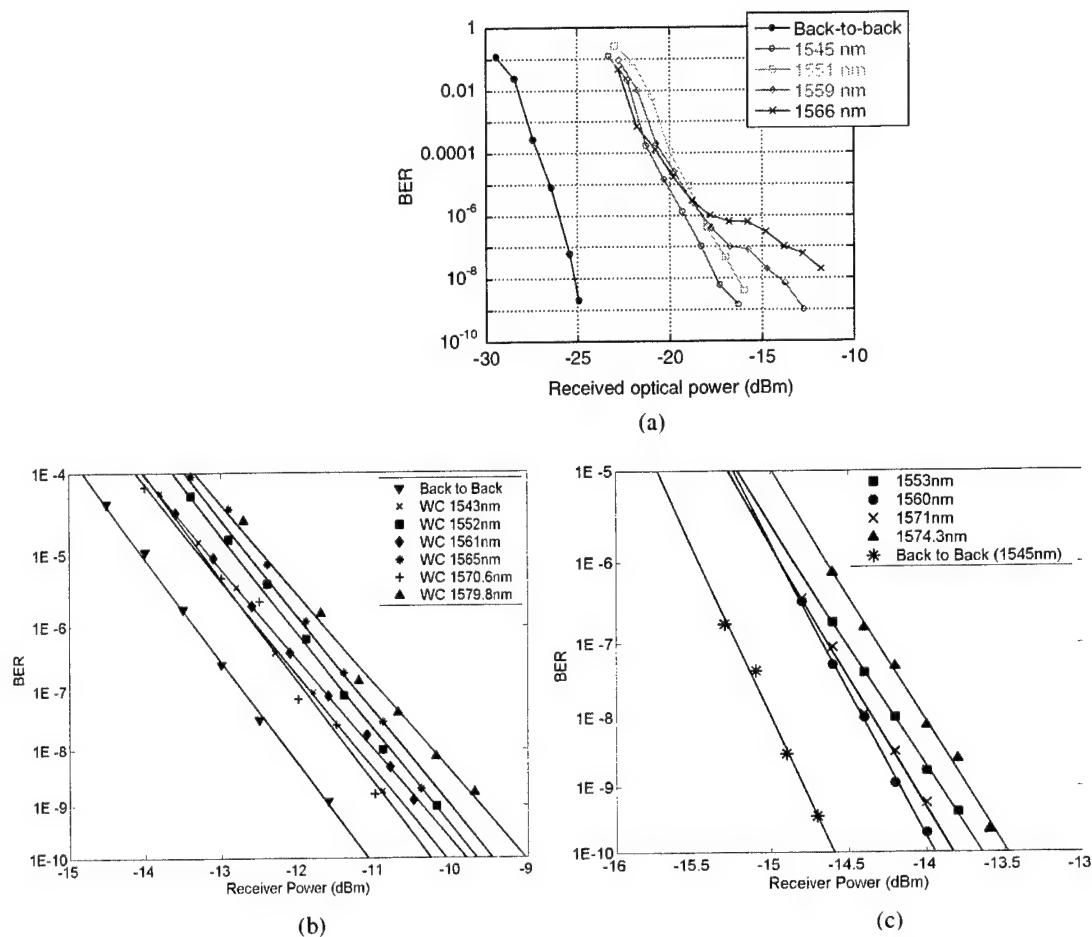 1
0.01
0.0001
10-6
10-8
10-10
BER
-30
-25
-20
-15
-10
Received optical power (dBm)
Back-to-back
1545 nm
1551 nm
1559 nm
1566 nm
(a)
1E -4
1E-5
1E-6
1E-7
1E-8
1E-9
1E-10
BER
-15
-14
-13
-12
-11
-10
-9
Receiver Power (dBm)
Back to Back
WC 1543nm
WC 1552nm
WC 1561nm
WC 1565nm
WC 1570.6nm
WC 1579.8nm
(b)
1E-5
1E-6
1E-7
1E-8
1E-9
1E-10
BER
-16
-15.5
-15
-14.5
-14
-13.5
-13
Receiver Power (dBm)
1553nm
1560nm
1571nm
1574.3nm
Back to Back (1545nm)
(c)